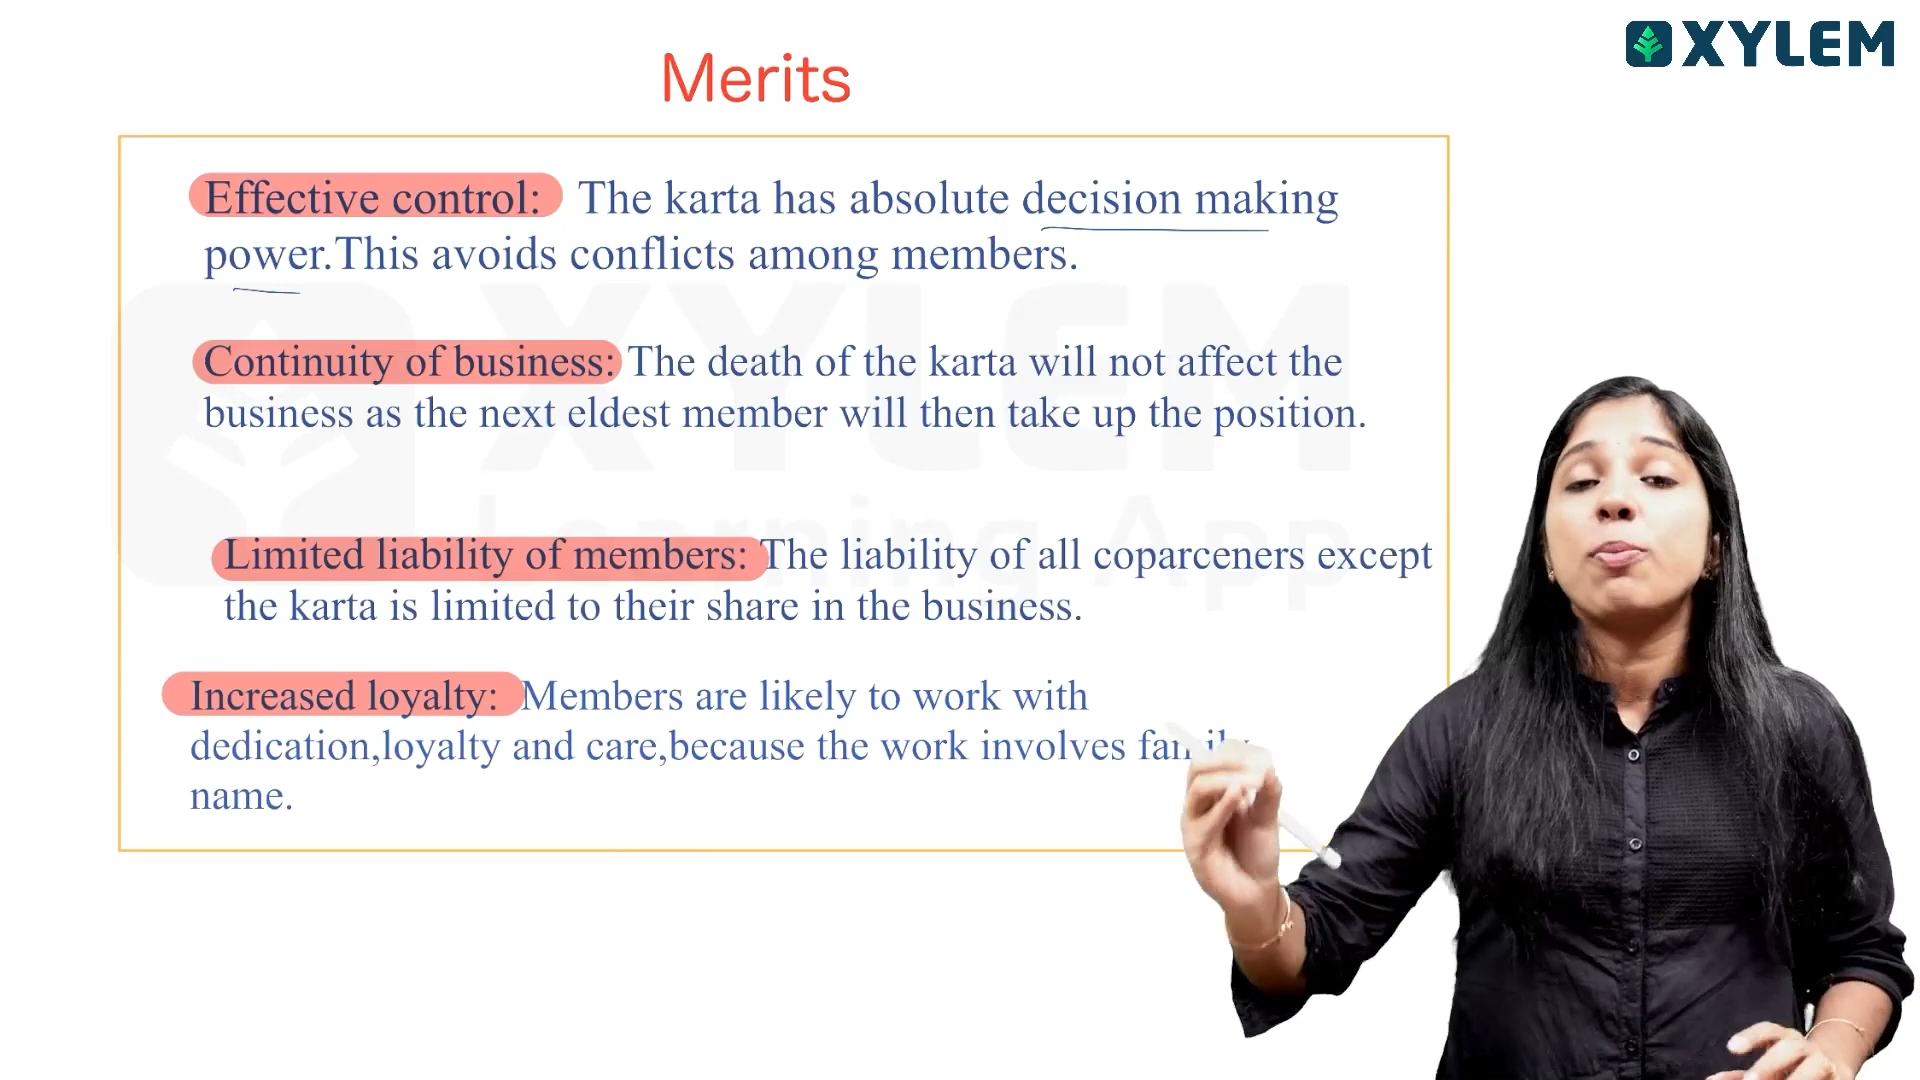 XYLEM
Merits
Effective control: The karta has absolute decision making
power.This avoids conflicts among members.
Continuity of business: The death of the karta will not affect the
business as the next eldest member will then take up the position.
Limited liability of members: The liability of all coparceners except
the karta is limited to their share in the business.
Increased loyalty: Members are likely to work with
dedication,loyalty and care,because the work involves family
name.
XYLEM
Learning App